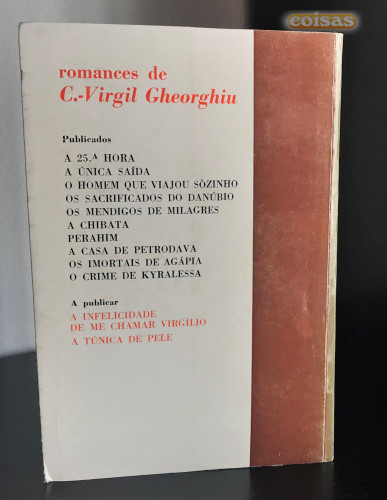 coisas
romances de
C.-Virgil Gheorghiu
Publicados
A 25.ª HORA
A ÚNICA SAÍDA
O HOMEM QUE VIAJOU SÒZINHO
OS SACRIFICADOS DO DANÚBIO
OS MENDIGOS DE MILAGRES
A CHIBATA
PERAHIM
A CASA DE PETRODAVA
OS IMORTAIS DE AGÁPIA
O CRIME DE KYRALESSA
A publicar
A INFELICIDADE
DE ME CHAMAR VIRGÍLIO
A TÚNICA DE PELE